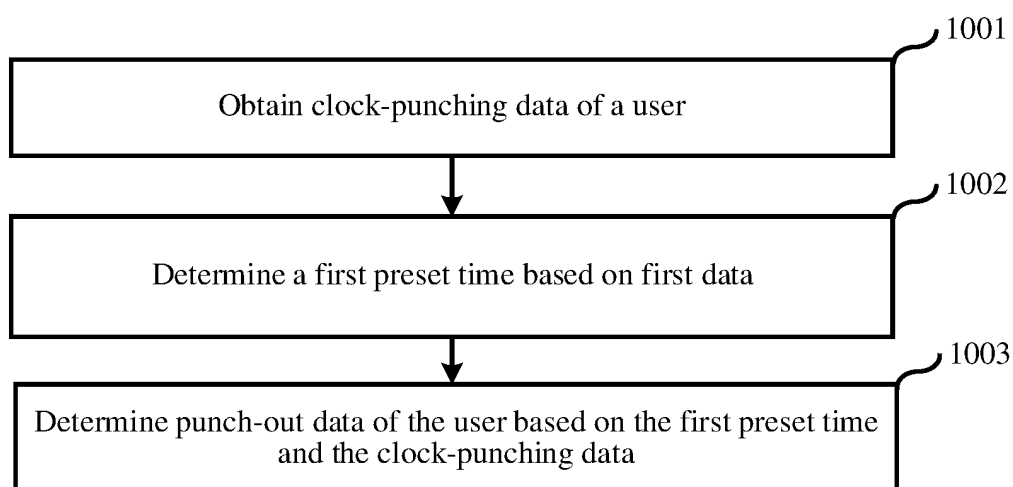 1001
Obtain clock-punching data of a user
1002
Determine a first preset time based on first data
1003
Determine punch-out data of the user based on the first preset time
and the clock-punching data